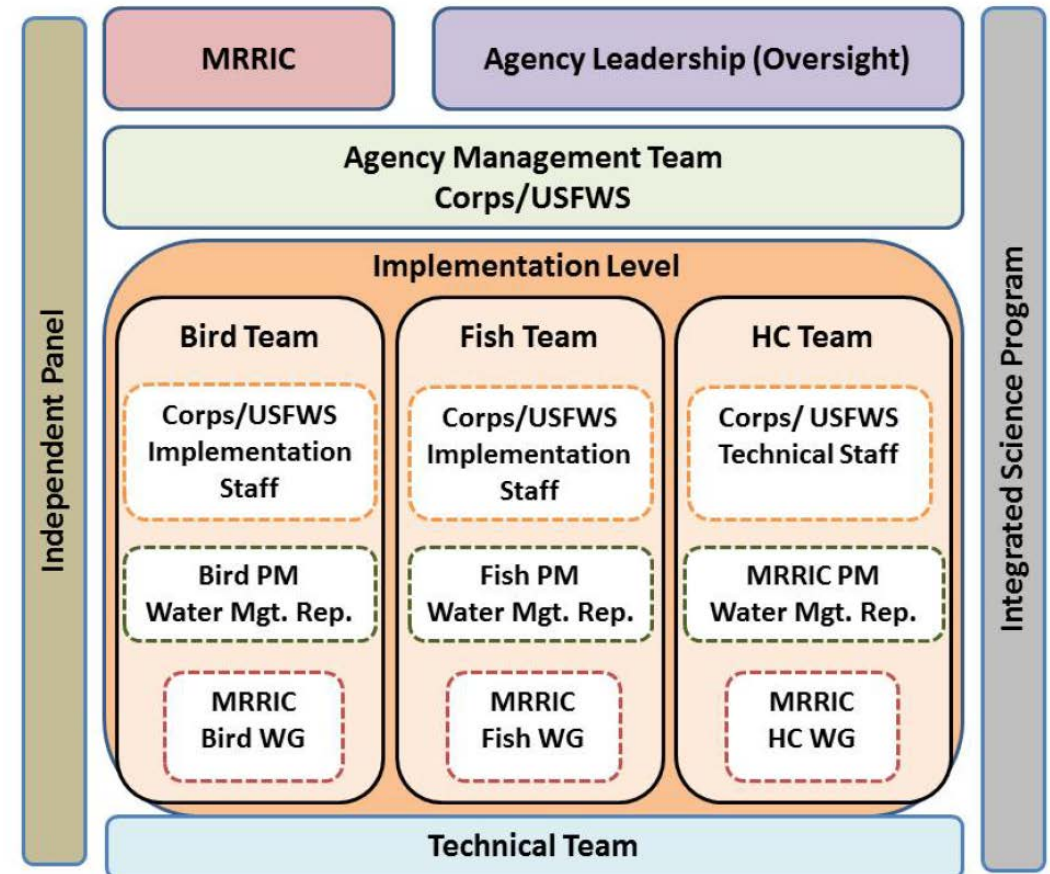 MRRIC
Agency Leadership (Oversight)
Agency Management Team
Corps/USFWS
Independent Panel
Integrated Science Program
Implementation Level
Bird Team
Corps/USFWS
Implementation
Staff
Bird PM
Water Mgt. Rep.
MRRIC
Bird WG
Fish Team
Corps/USFWS
Implementation
Staff
Fish PM
Water Mgt. Rep.
MRRIC
Fish WG
HC Team
Corps/ USFWS
Technical Staff
MRRIC PM
Water Mgt. Rep.
MRRIC
HC WG
Technical Team